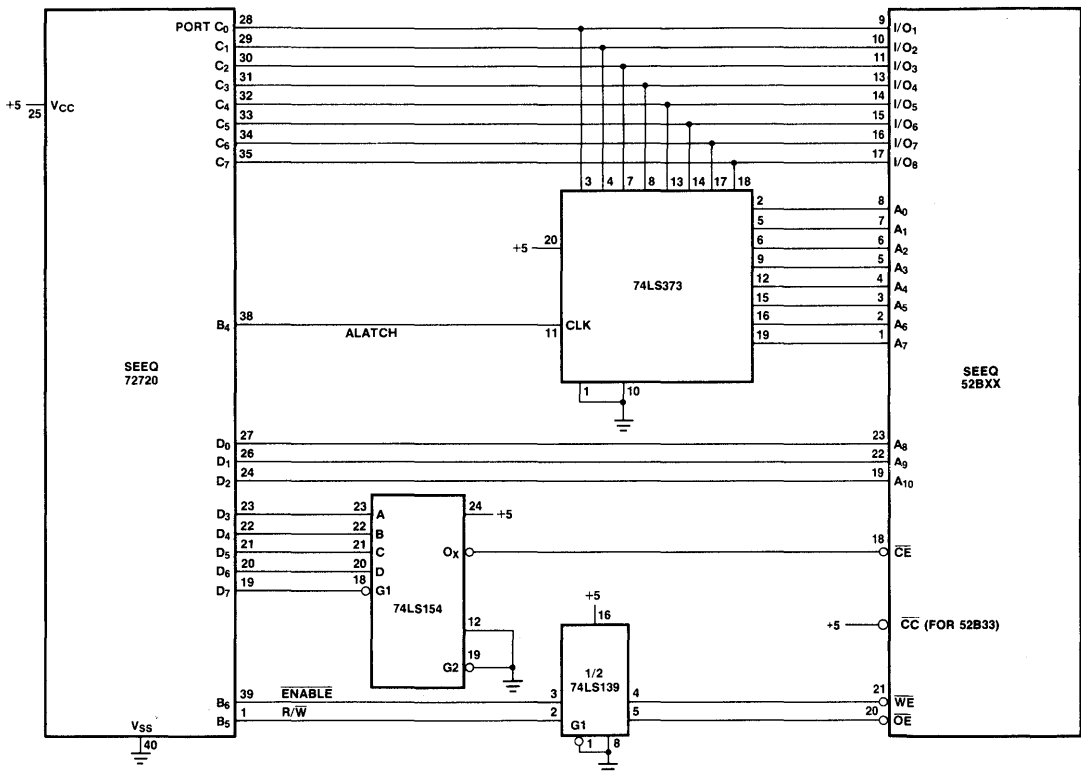 PORT C0 28 9 I/O1
C1 29 10 I/O2
C2 30 11 I/O3
C3 31 13 I/O4
C4 32 14 I/O5
C5 33 15 I/O6
C6 34 16 I/O7
C7 35 17 I/O8
+5 25 VCC
3 4 7 8 13 14 17 18
2 8 A0
5 7 A1
+5 20 6 6 A2
9 5 A3
74LS373
12 4 A4
15 3 A5
B4 38 ALATCH 11 CLK 16 2 A6
19 1 A7
SEEQ
72720
SEEQ
52BXX
1 10
D0 27 23 A8
D1 26 22 A9
D2 24 19 A10
D3 23 23 A 24 +5
D4 22 22 B
D5 21 21 C OX 18 CE
D6 20 20 D
D7 19 18 G1
74LS154
12
19 G2
+5 16
+5 CC (FOR 52B33)
1/2
74LS139
B6 39 ENABLE 3 4 21 WE
B5 1 R/W 2 5 20 OE
G1
1 8
VSS
40